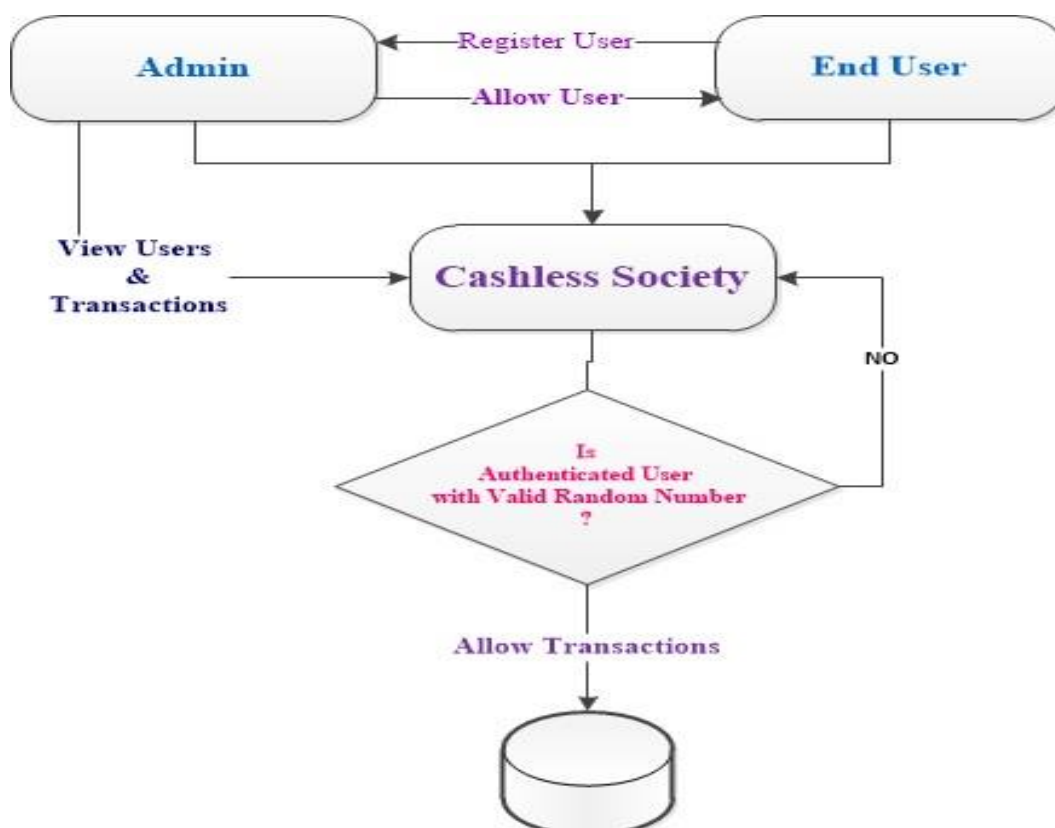 Admin
Register User
End User
Allow User
View Users
&
Transactions
Cashless Society
NO
Is
Authenticated User
with Valid Random Number
?
Allow Transactions